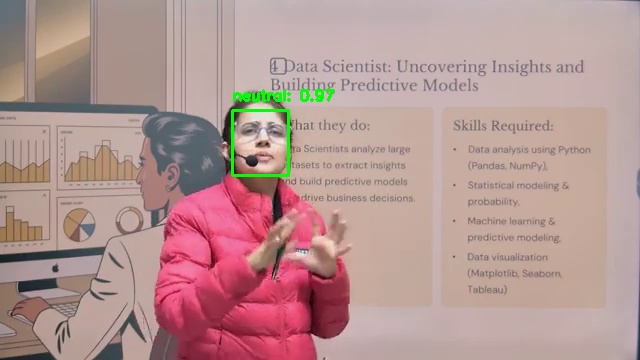 4 Data Scientist: Uncovering Insights and
Building Predictive Models
neutral: 0.97
What they do:
Scientists analyze large
to extract insights
and build predictive models
drive business decisions.
Skills Required:
• Data analysis using Python
(Pandas, NumPy),
• Statistical modeling &
probability,
• Machine learning &
predictive modeling,
• Data visualization
(Matplotlib, Seaborn,
Tableau)